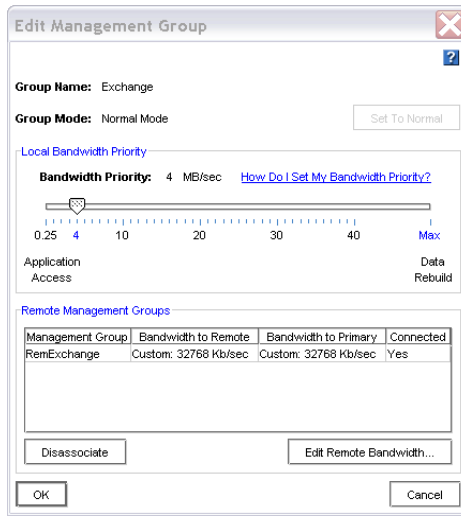 Edit Management Group
Group Name: Exchange
Group Mode: Normal Mode Set To Normal
Local Bandwidth Priority
Bandwidth Priority: 4 MB/sec How Do I Set My Bandwidth Priority?
0.25 4 10 20 30 40 Max
Application Access Data Rebuild
Remote Management Groups
Management Group Bandwidth to Remote Bandwidth to Primary Connected
RemExchange Custom: 32768 Kb/sec Custom: 32768 Kb/sec Yes
Disassociate Edit Remote Bandwidth...
OK Cancel